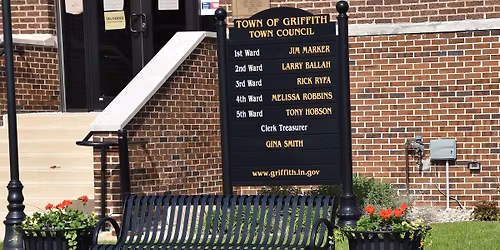 TOWN OF GRIFFITH
TOWN COUNCIL
1st Ward JIM MARKER
2nd Ward LARRY BALLAH
3rd Ward RICK RYFA
4th Ward MELISSA ROBBINS
5th Ward TONY HOBSON
Clerk Treasurer
GINA SMITH
www.griffith.in.gov